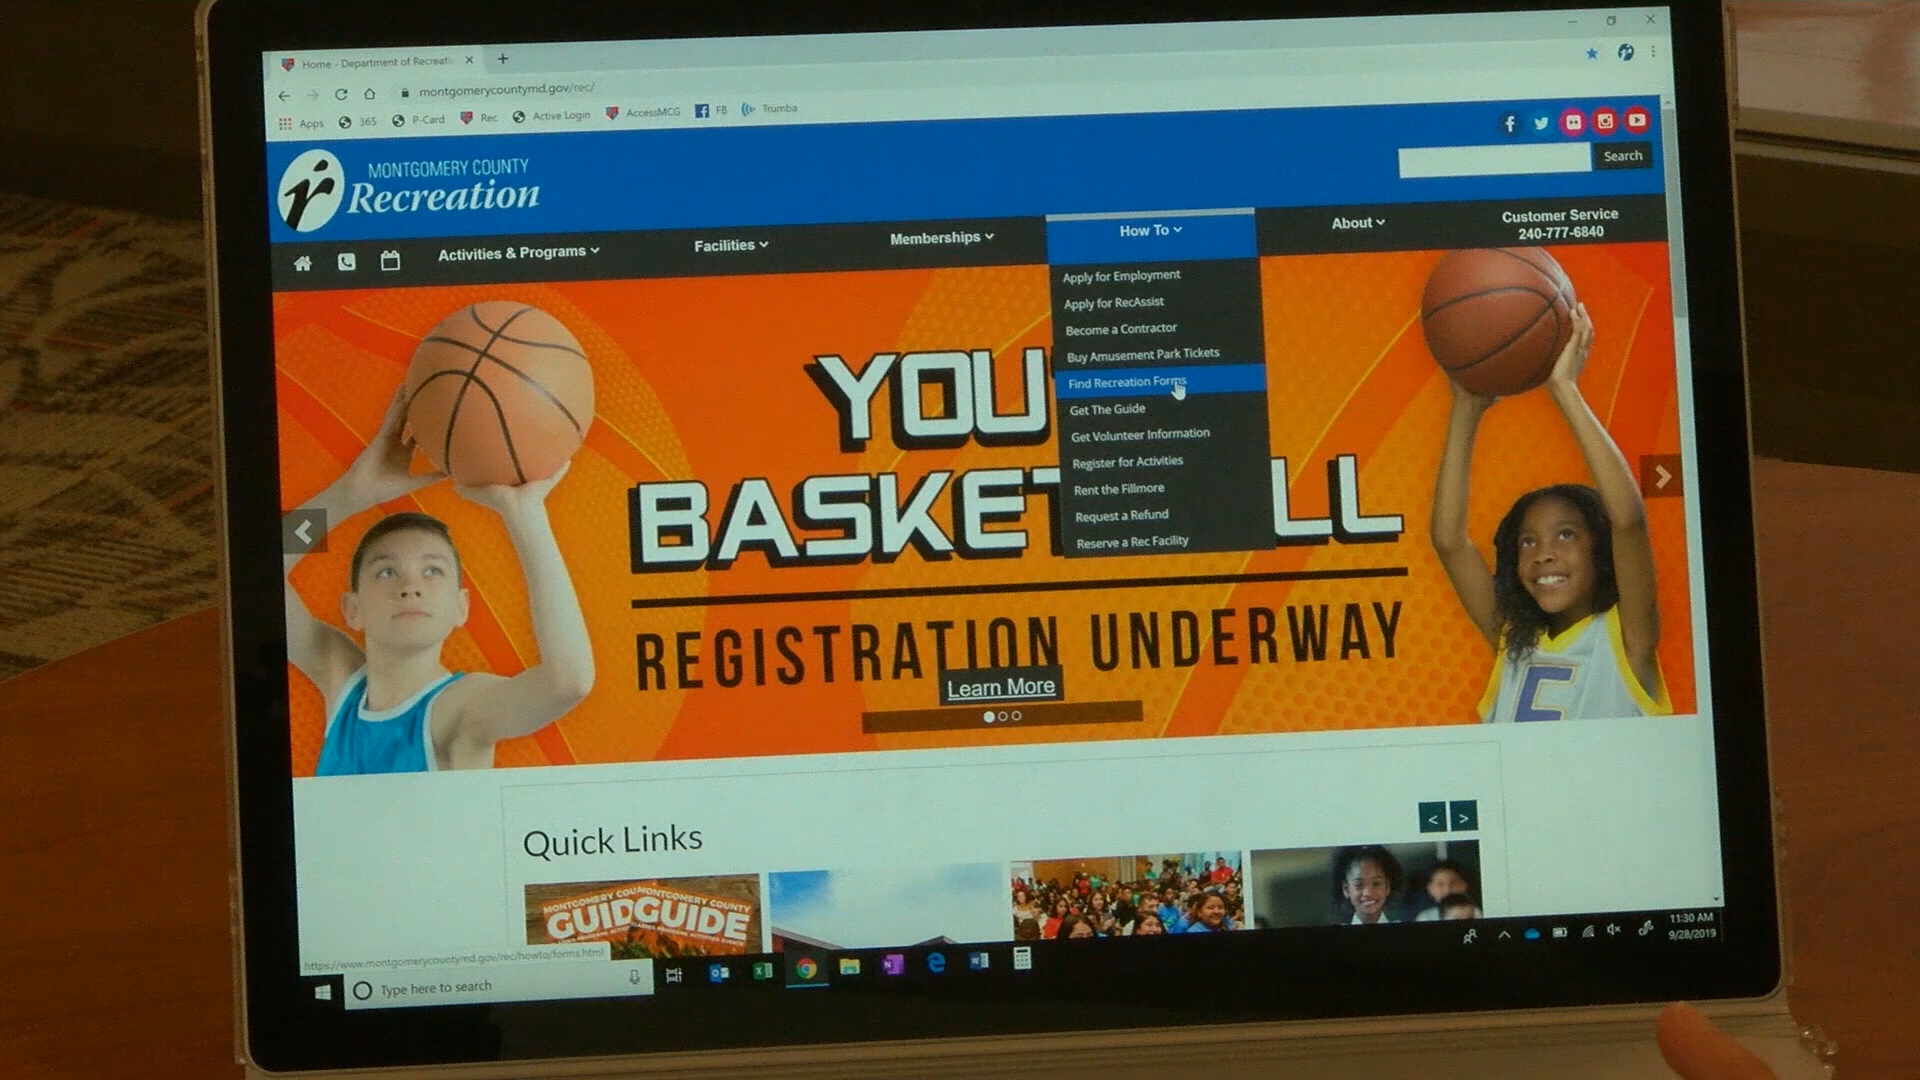 Home - Department of Recreatio
montgomerycountymd.gov/rec/
Apps 365 P-Card Rec Active Login AccessMCG FB Trumba
MONTGOMERY COUNTY
Recreation
Search
Activities & Programs Facilities Memberships How To About Customer Service
240-777-6840
Apply for Employment
Apply for RecAssist
Become a Contractor
Buy Amusement Park Tickets
Find Recreation Forms
Get The Guide
Get Volunteer Information
Register for Activities
Rent the Fillmore
Request a Refund
Reserve a Rec Facility
YOU
BASKET LL
REGISTRATION UNDERWAY
Learn More
Quick Links
< >
MONTGOMERY COUMONTGOMERY COUNTY
GUIDGUIDE
https://www.montgomerycountymd.gov/rec/howto/forms.html
Type here to search
11:30 AM
9/28/2019